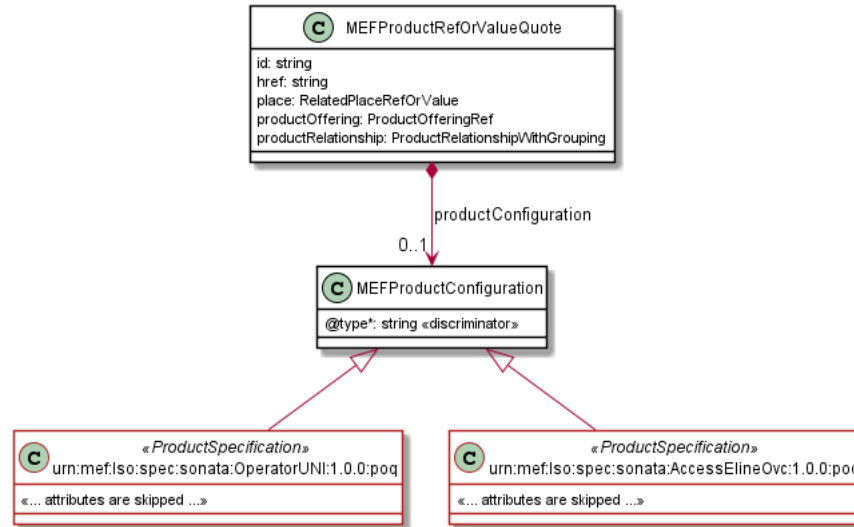 C MEFProductRefOrValueQuote
id: string
href: string
place: RelatedPlaceRefOrValue
productOffering: ProductOfferingRef
productRelationship: ProductRelationshipWithGrouping
productConfiguration
0..1
C MEFProductConfiguration
@type*: string «discriminator»
«ProductSpecification»
C urn:mef:lso:spec:sonata:OperatorUNI:1.0.0:poq
«... attributes are skipped ...»
«ProductSpecification»
C urn:mef:lso:spec:sonata:AccessElineOvc:1.0.0:poq
«... attributes are skipped ...»